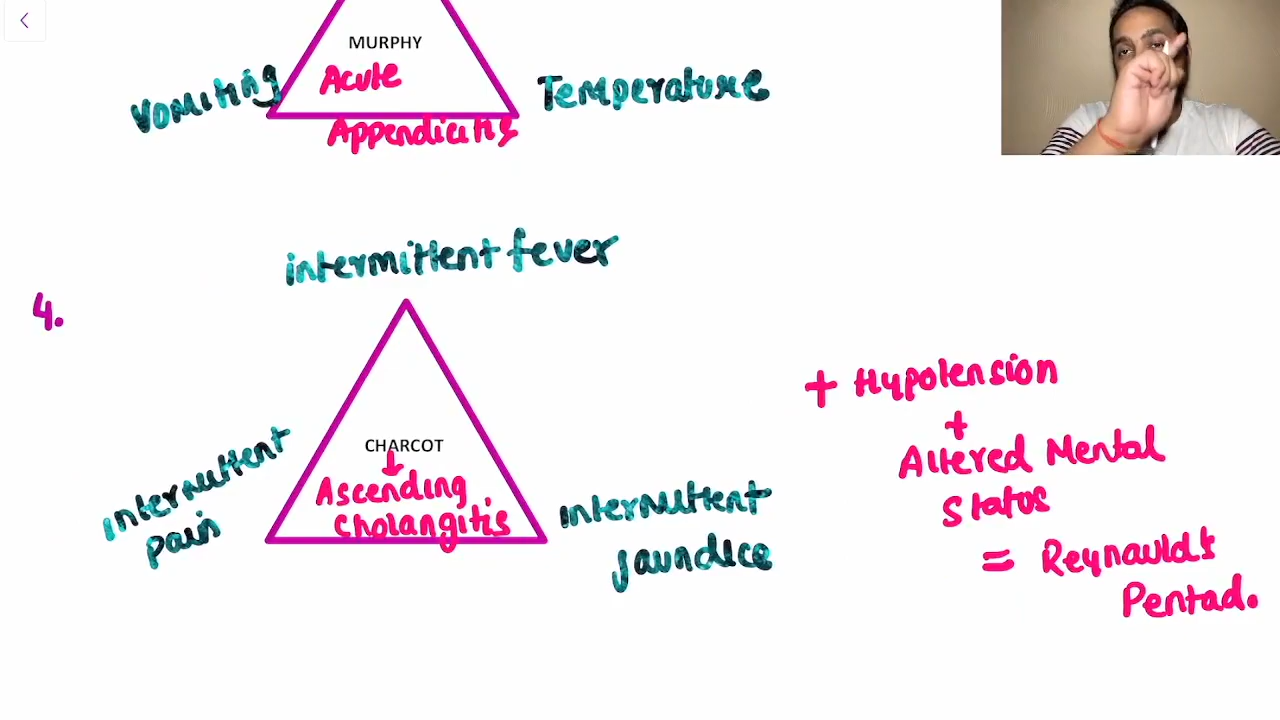 MURPHY
Acute
Appendicitis
Vomiting
Temperature
4.
intermittent fever
CHARCOT
Ascending
Cholangitis
intermittent
pain
intermittent
jaundice
+ Hypotension
+
Altered Mental
Status
= Reynauld's
Pentad.